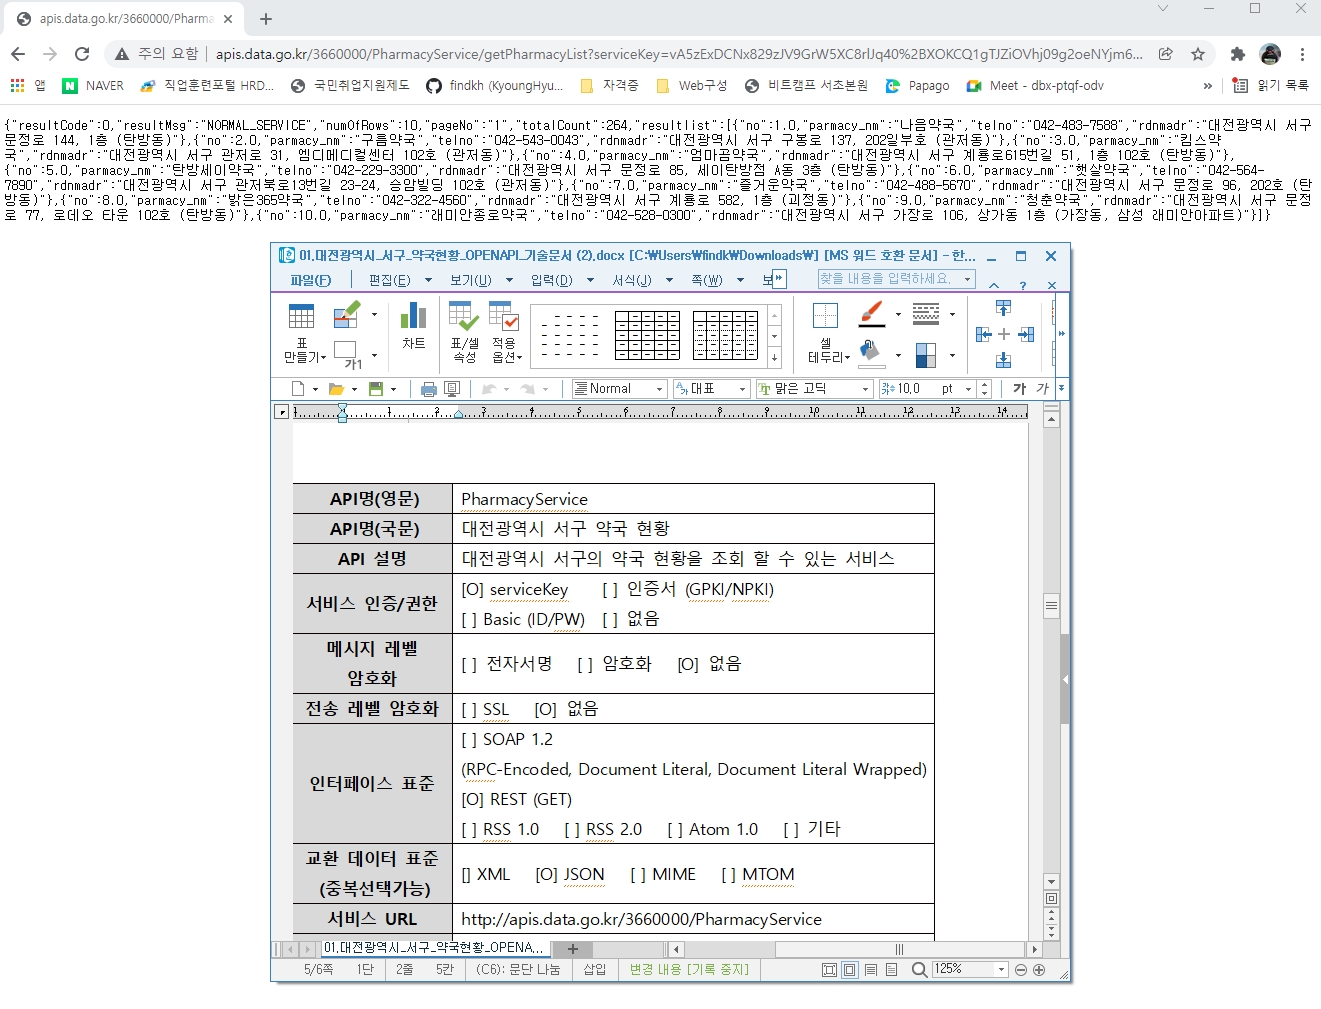 apis.data.go.kr/3660000/Pharma
주의 요함 | apis.data.go.kr/3660000/PharmacyService/getPharmacyList?serviceKey=vA5zExDCNx829zJV9GrW5XC8rIJq40%2BXOKCQ1gTJZiOVhj09g2oeNYjm6...
앱 NAVER 직업훈련포털 HRD... 국민취업지원제도 findkh (KyoungHyu... 자격증 Web구성 비트캠프 서초본원 Papago Meet - dbx-ptqf-odv » 읽기 목록
{"resultCode":0,"resultMsg":"NORMAL_SERVICE","numOfRows":10,"pageNo":"1","totalCount":264,"resultlist":[{"no":1.0,"parmacy_nm":"나음약국","telno":"042-483-7588","rdnmadr":"대전광역시 서구
문정로 144, 1층 (탄방동)"},{"no":2.0,"parmacy_nm":"구름약국","telno":"042-543-0043","rdnmadr":"대전광역시 서구 구봉로 137, 202일부호 (관저동)"},{"no":3.0,"parmacy_nm":"킴스약
국","rdnmadr":"대전광역시 서구 관저로 31, 엠디메디컬센터 102호 (관저동)"},{"no":4.0,"parmacy_nm":"엄마곰약국","rdnmadr":"대전광역시 서구 계룡로615번길 51, 1층 102호 (탄방동)"},
{"no":5.0,"parmacy_nm":"탄방세이약국","telno":"042-229-3300","rdnmadr":"대전광역시 서구 문정로 85, 세이탄방점 A동 3층 (탄방동)"},{"no":6.0,"parmacy_nm":"햇살약국","telno":"042-564-
7890","rdnmadr":"대전광역시 서구 관저북로13번길 23-24, 승암빌딩 102호 (관저동)"},{"no":7.0,"parmacy_nm":"즐거운약국","telno":"042-488-5670","rdnmadr":"대전광역시 서구 문정로 96, 202호 (탄
방동)"},{"no":8.0,"parmacy_nm":"밝은365약국","telno":"042-322-4560","rdnmadr":"대전광역시 서구 계룡로 582, 1층 (괴정동)"},{"no":9.0,"parmacy_nm":"청춘약국","rdnmadr":"대전광역시 서구 문정
로 77, 로데오 타운 102호 (탄방동)"},{"no":10.0,"parmacy_nm":"래미안종로약국","telno":"042-528-0300","rdnmadr":"대전광역시 서구 가장로 106, 상가동 1층 (가장동, 삼성 래미안아파트)"}]}
01.대전광역시_서구_약국현황_OPENAPI_기술문서 (2).docx [C:₩Users₩findk₩Downloads₩] [MS 워드 호환 문서] - 한...
파일(F) 편집(E) 보기(U) 입력(D) 서식(J) 쪽(W) 보 찾을 내용을 입력하세요.
표 만들기 가1 차트 표/셀 속성 적용 옵션 셀 테두리
Normal 대표 맑은 고딕 10,0 pt 가 가
1 1 2 3 4 5 6 7 8 9 10 11 12 13 14
API명(영문) PharmacyService
API명(국문) 대전광역시 서구 약국 현황
API 설명 대전광역시 서구의 약국 현황을 조회 할 수 있는 서비스
서비스 인증/권한 [O] serviceKey [ ] 인증서 (GPKI/NPKI)
[ ] Basic (ID/PW) [ ] 없음
메시지 레벨
암호화 [ ] 전자서명 [ ] 암호화 [O] 없음
전송 레벨 암호화 [ ] SSL [O] 없음
인터페이스 표준 [ ] SOAP 1.2
(RPC-Encoded, Document Literal, Document Literal Wrapped)
[O] REST (GET)
[ ] RSS 1.0 [ ] RSS 2.0 [ ] Atom 1.0 [ ] 기타
교환 데이터 표준
(중복선택가능) [] XML [O] JSON [ ] MIME [ ] MTOM
서비스 URL http://apis.data.go.kr/3660000/PharmacyService
01.대전광역시_서구_약국현황_OPENA...
5/6쪽 1단 2줄 5칸 (C6): 문단 나눔 삽입 변경 내용 [기록 중지] 125%